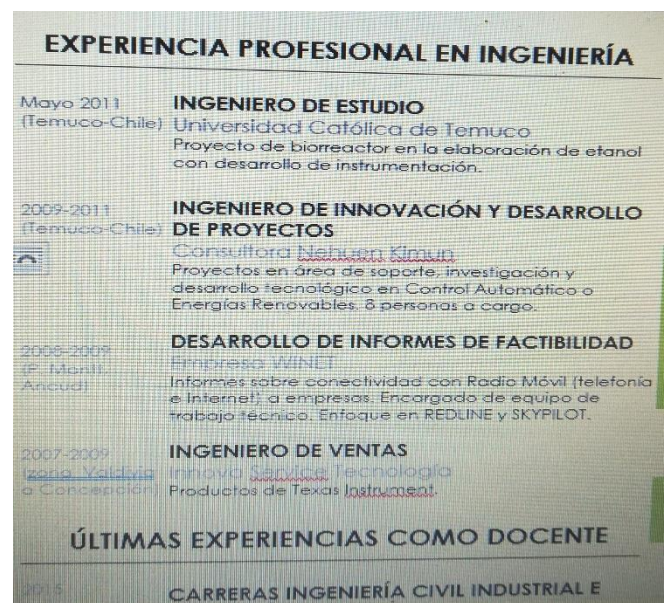 EXPERIENCIA PROFESIONAL EN INGENIERÍA
Mayo 2011 INGENIERO DE ESTUDIO
(Temuco-Chile) Universidad Católica de Temuco
Proyecto de biorreactor en la elaboración de etanol
con desarrollo de instrumentación.
2009-2011 INGENIERO DE INNOVACIÓN Y DESARROLLO
(Temuco-Chile) DE PROYECTOS
Consultora Nehuen Kimun
Proyectos en área de soporte, investigación y
desarrollo tecnológico en Control Automático o
Energías Renovables. 8 personas a cargo.
DESARROLLO DE INFORMES DE FACTIBILIDAD
2008-2009 Empresa WINET
(P. Montt, Informes sobre conectividad con Radio Móvil (telefonía
Ancud) e Internet) a empresas. Encargado de equipo de
trabajo técnico. Enfoque en REDLINE y SKYPILOT.
2007-2009 INGENIERO DE VENTAS
(zona Valdivia Innova Service Tecnología
a Concepción) Productos de Texas Instrument.
ÚLTIMAS EXPERIENCIAS COMO DOCENTE
2015 CARRERAS INGENIERÍA CIVIL INDUSTRIAL E